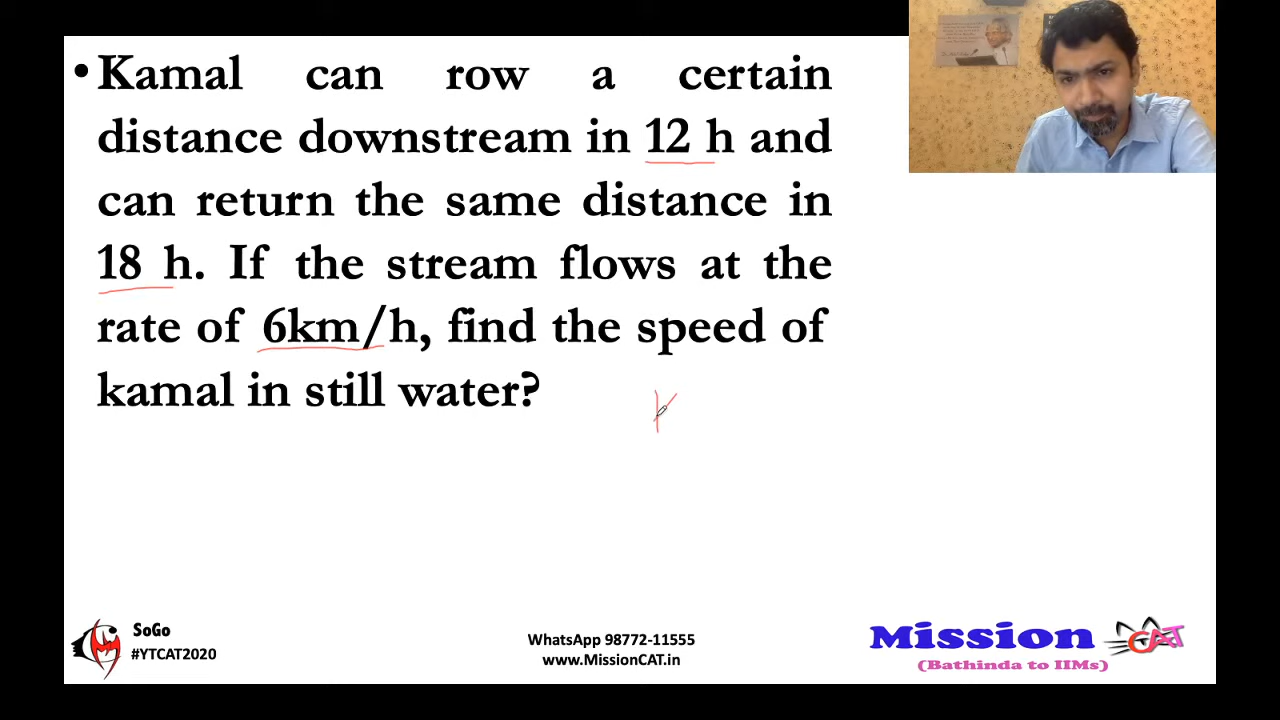 •Kamal can row a certain
distance downstream in 12 h and
can return the same distance in
18 h. If the stream flows at the
rate of 6km/h, find the speed of
kamal in still water?
SoGo
#YTCAT2020
WhatsApp 98772-11555
www.MissionCAT.in
Mission CAT
(Bathinda to IIMs)